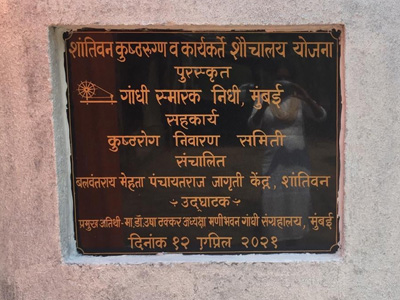 शांतिवन कुष्ठरुग्ण व कार्यकर्ते शौचालय योजना
पुरस्कृत
गांधी स्मारक निधी, मुंबई
सहकार्य
कुष्ठरोग निवारण समिती
संचालित
बलवंतराय मेहता पंचायतराज जागृती केंद्र, शांतिवन
-उद्घाटक-
प्रमुख अतिथी-मा.डॉ.उषा ठक्कर अध्यक्षा मणीभवन गांधी संग्रहालय, मुंबई
दिनांक १२ एप्रिल २०२१